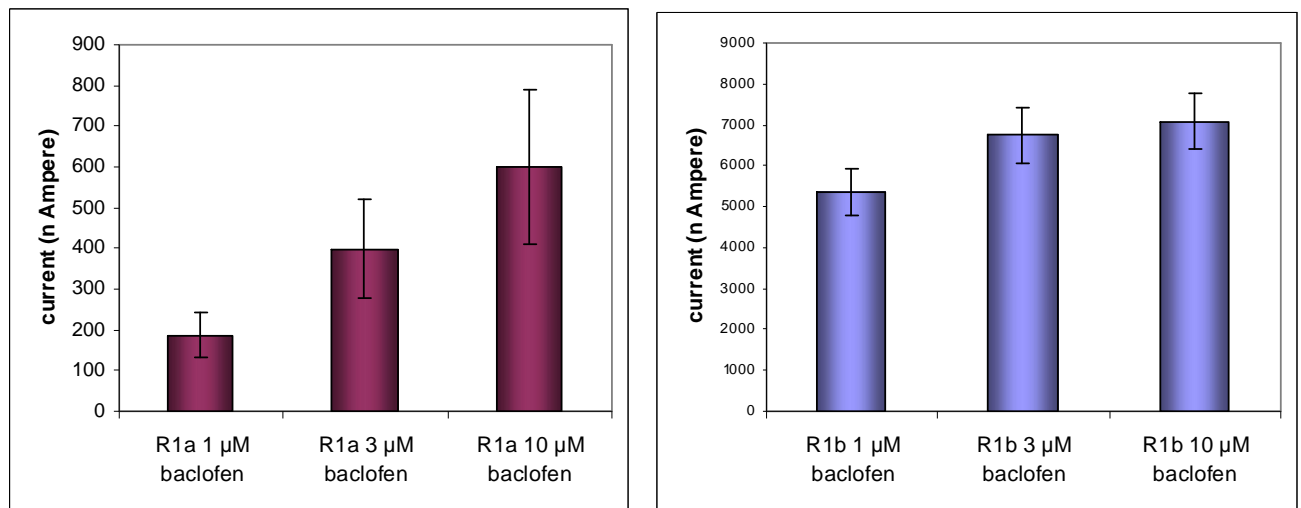 current (n Ampere)
900
800
700
600
500
400
300
200
100
0
R1a 1 µM
baclofen
R1a 3 µM
baclofen
R1a 10 µM
baclofen
current (n Ampere)
9000
8000
7000
6000
5000
4000
3000
2000
1000
0
R1b 1 µM
baclofen
R1b 3 µM
baclofen
R1b 10 µM
baclofen